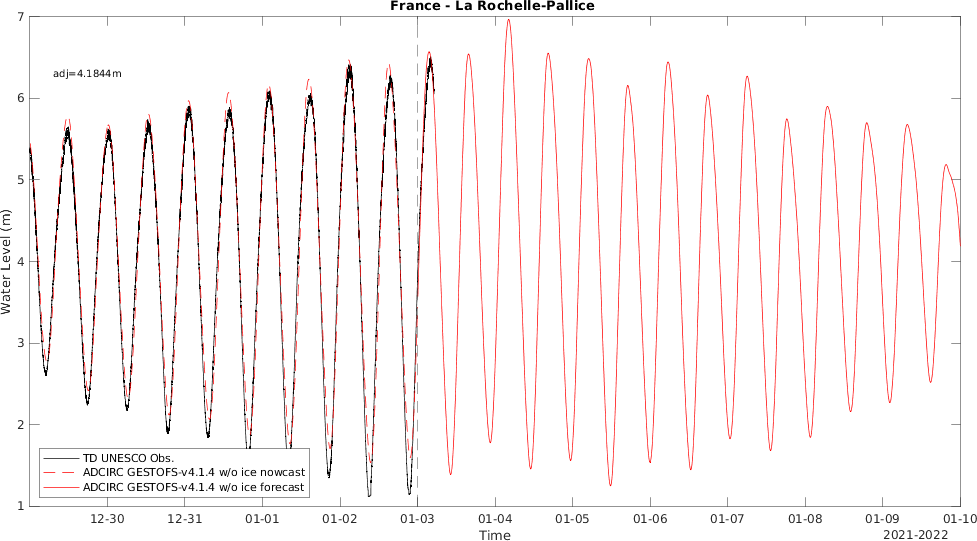 France - La Rochelle-Pallice
adj=4.1844m
7
6
5
4
3
2
1
Water Level (m)
TD UNESCO Obs.
ADCIRC GESTOFS-v4.1.4 w/o ice nowcast
ADCIRC GESTOFS-v4.1.4 w/o ice forecast
12-30 12-31 01-01 01-02 01-03 01-04 01-05 01-06 01-07 01-08 01-09 01-10
Time
2021-2022